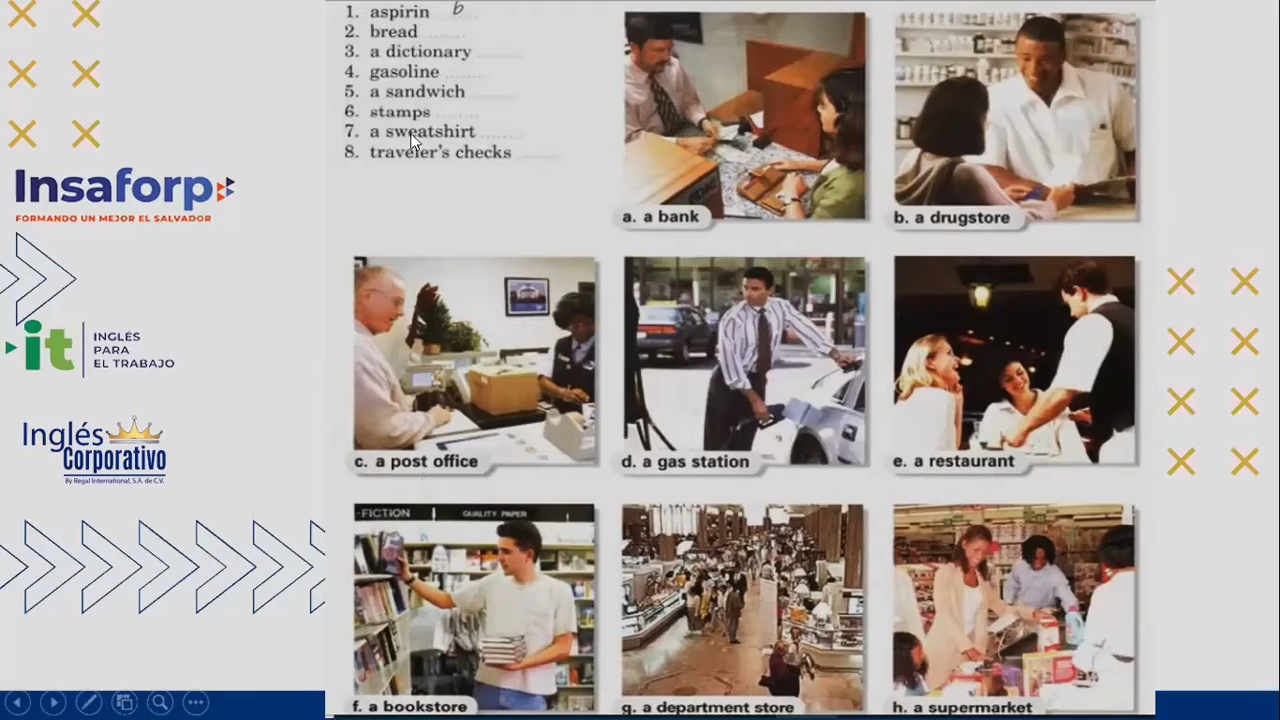 1. aspirin b
2. bread
3. a dictionary
4. gasoline
5. a sandwich
6. stamps
7. a sweatshirt
8. traveler's checks
a. a bank
b. a drugstore
Insaforp
FORMANDO UN MEJOR EL SALVADOR
it
INGLÉS
PARA
EL TRABAJO
c. a post office
d. a gas station
e. a restaurant
Inglés
Corporativo
By Regal International, S.A. de C.V.
FICTION QUALITY PAPER
f. a bookstore
g. a department store
h. a supermarket